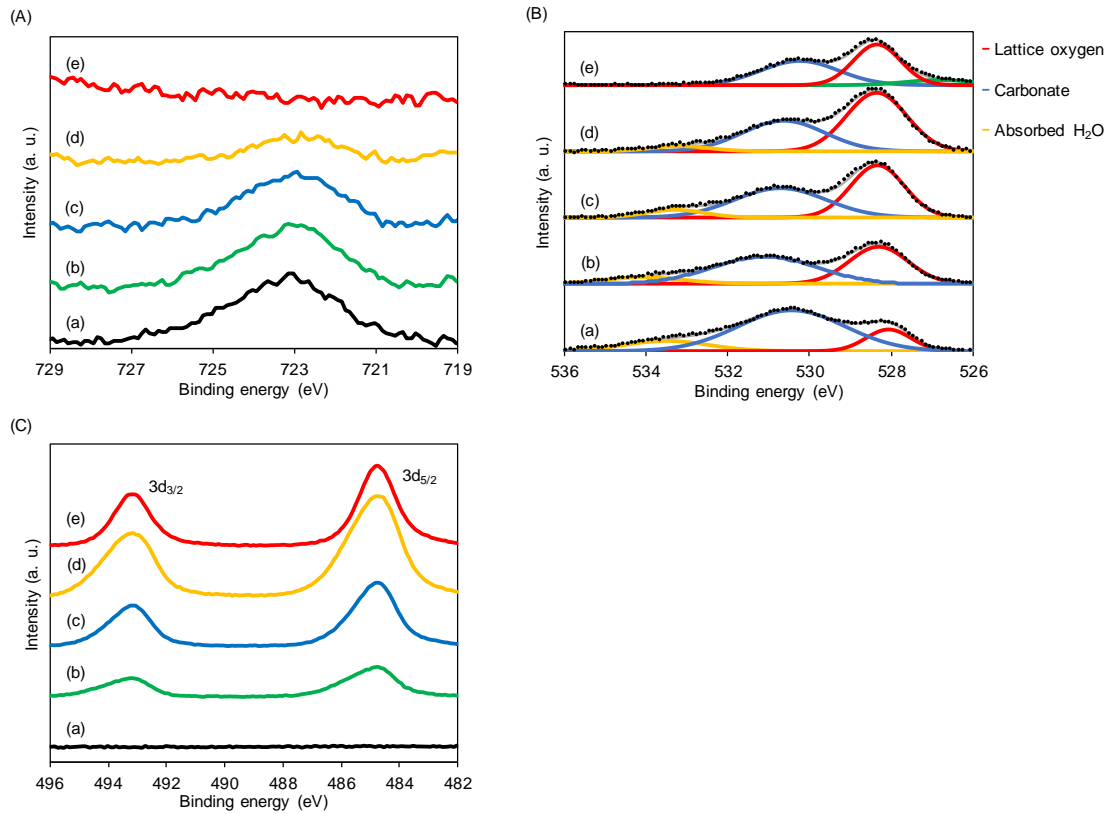 (A)
Intensity (a. u.)
(e)
(d)
(c)
(b)
(a)
729 727 725 723 721 719
Binding energy (eV)
(B)
Intensity (a. u.)
(e)
(d)
(c)
(b)
(a)
536 534 532 530 528 526
Binding energy (eV)
Lattice oxygen
Carbonate
Absorbed H₂O
(C)
Intensity (a. u.)
3d₃/₂
3d₅/₂
(e)
(d)
(c)
(b)
(a)
496 494 492 490 488 486 484 482
Binding energy (eV)